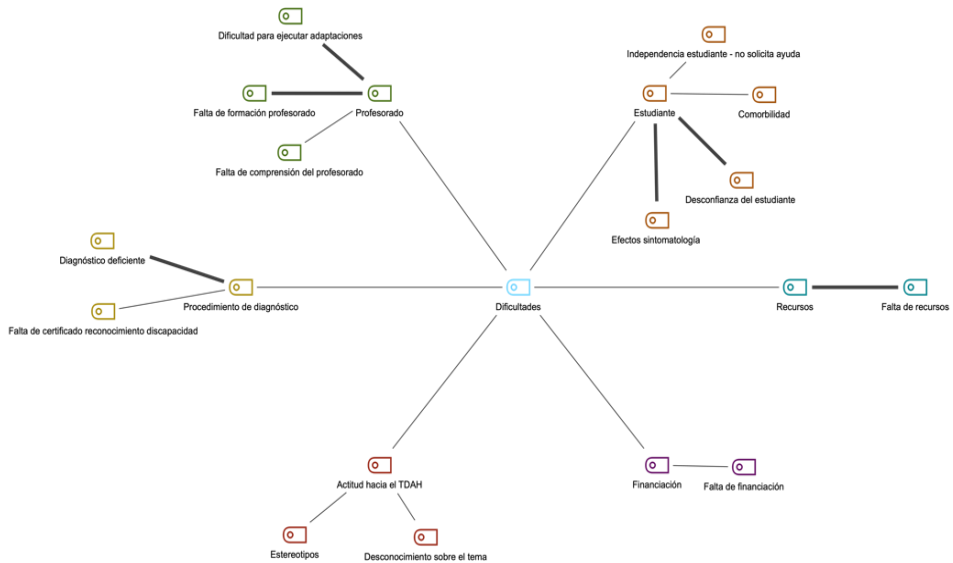 Dificultad para ejecutar adaptaciones
Independencia estudiante - no solicita ayuda
Falta de formación profesorado
Profesorado
Estudiante
Comorbilidad
Falta de comprensión del profesorado
Desconfianza del estudiante
Efectos sintomatología
Diagnóstico deficiente
Procedimiento de diagnóstico
Dificultades
Recursos
Falta de recursos
Falta de certificado reconocimiento discapacidad
Actitud hacia el TDAH
Financiación
Falta de financiación
Estereotipos
Desconocimiento sobre el tema